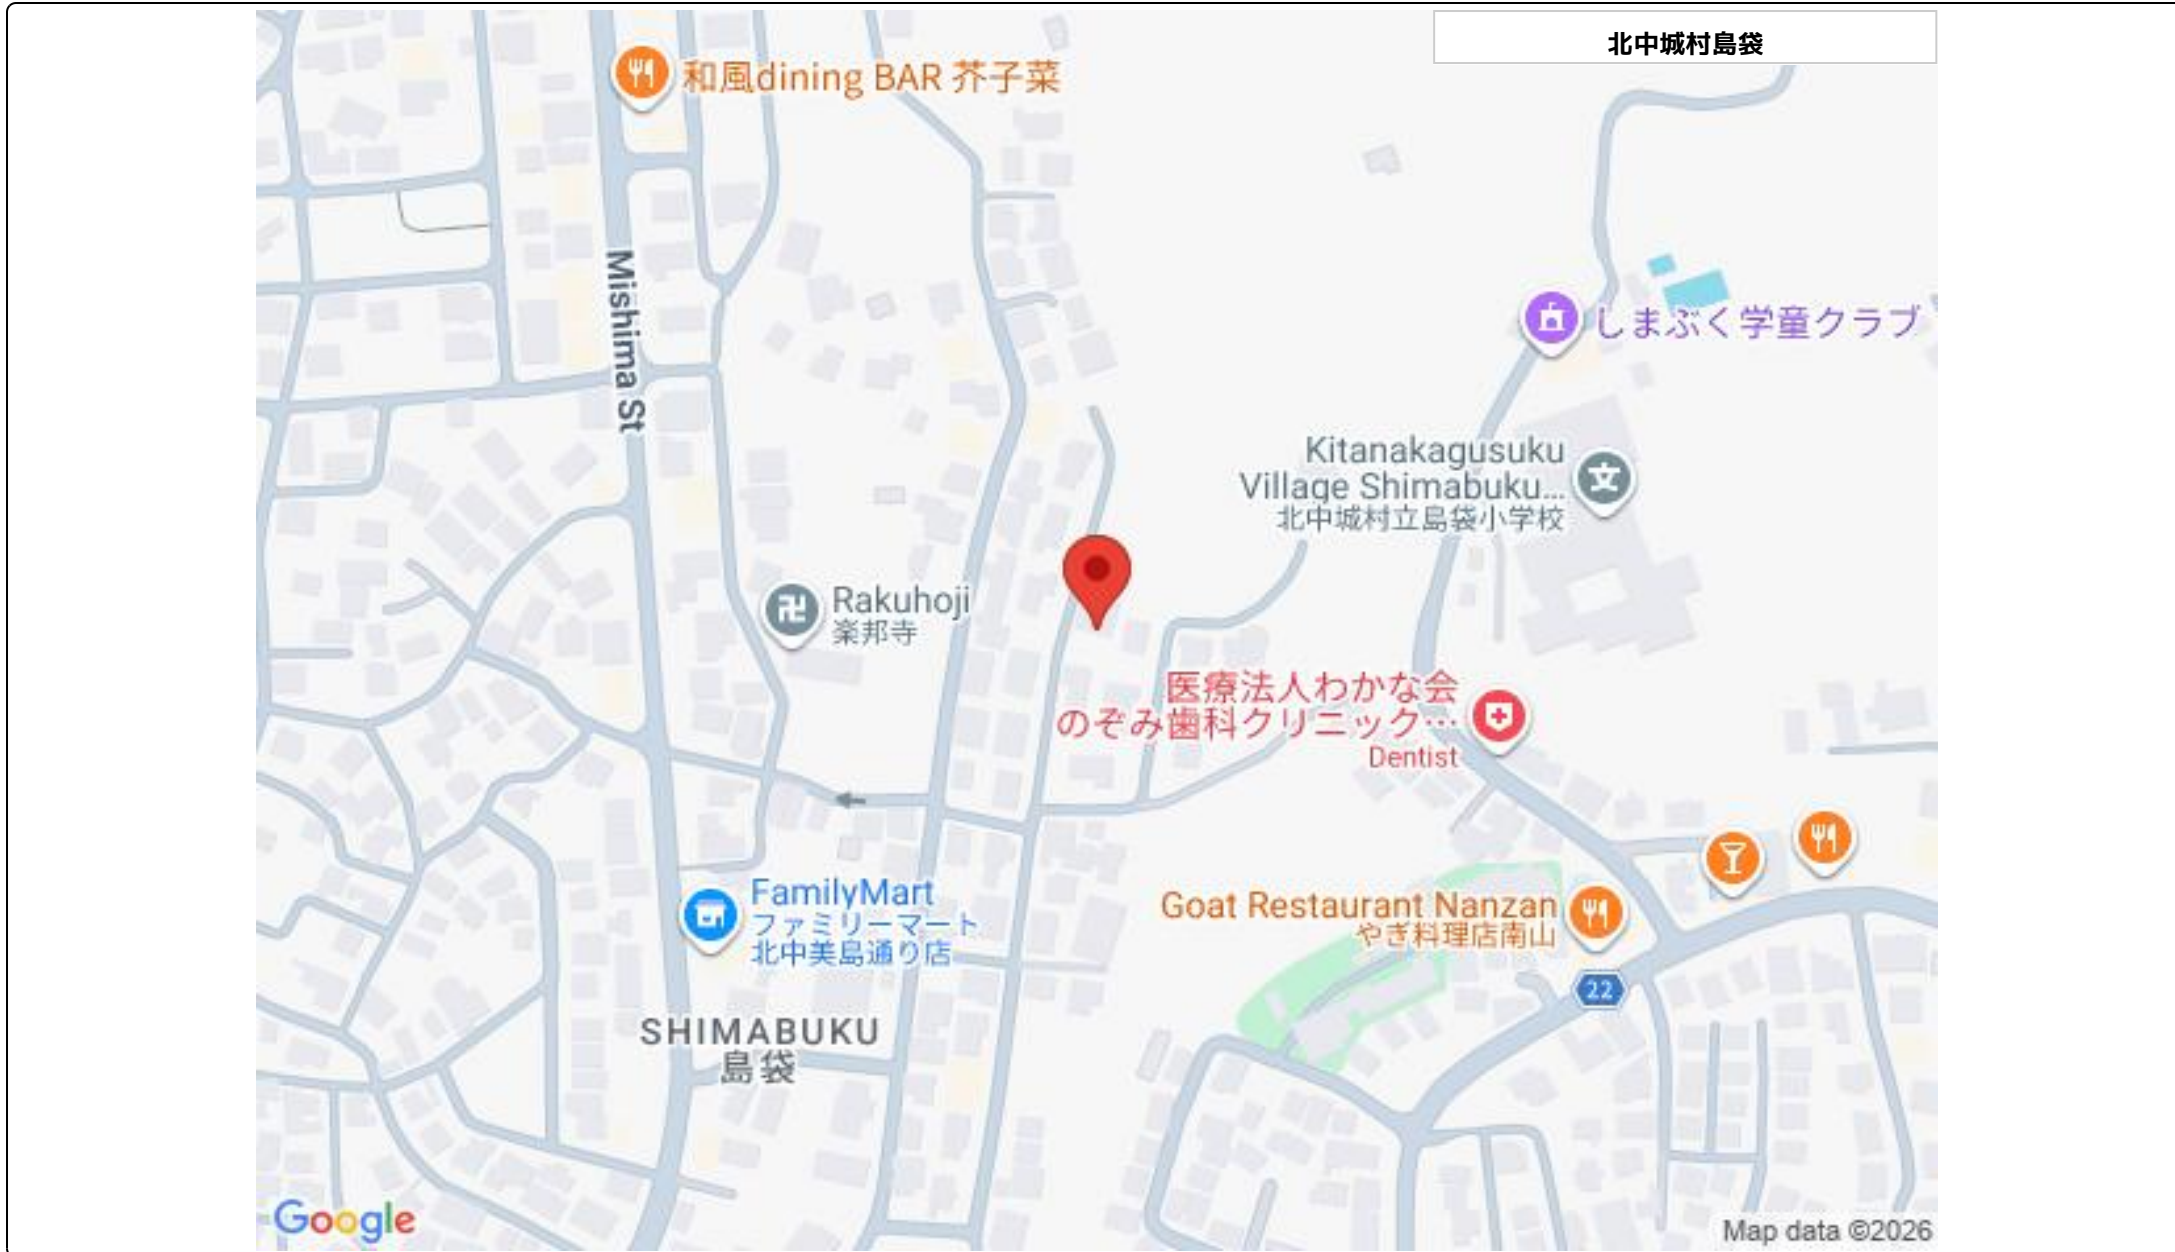 北中城村島袋
和風dining BAR 芥子菜
Mishima St
しまぶく学童クラブ
Kitanakagusuku
Village Shimabuku...
北中城村立島袋小学校
文
卍
Rakuhoji
楽邦寺
医療法人わかな会
のぞみ歯科クリニック…
Dentist
FamilyMart
ファミリーマート
北中美島通り店
Goat Restaurant Nanzan
やぎ料理店南山
22
SHIMABUKU
島袋
Google
Map data ©2026